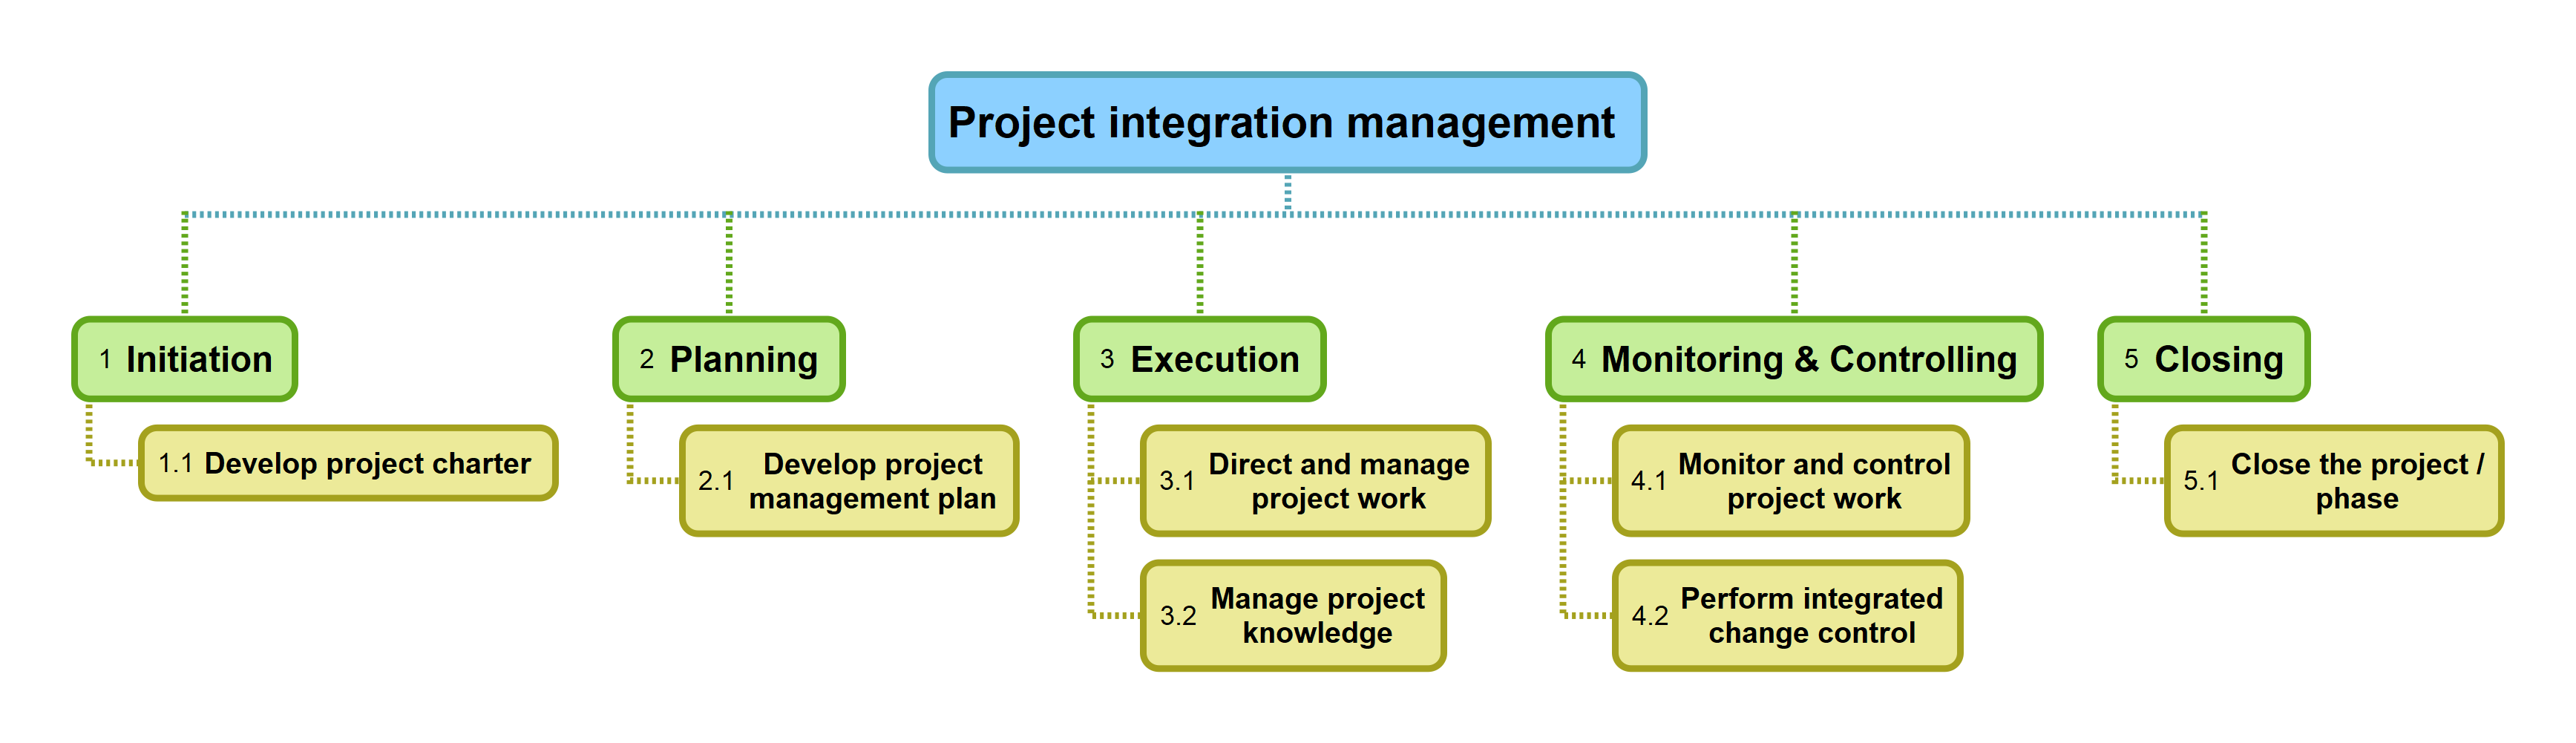 Project integration management
1 Initiation
2 Planning
3 Execution
4 Monitoring & Controlling
5 Closing
1.1 Develop project charter
2.1 Develop project
management plan
3.1 Direct and manage
project work
3.2 Manage project
knowledge
4.1 Monitor and control
project work
4.2 Perform integrated
change control
5.1 Close the project /
phase